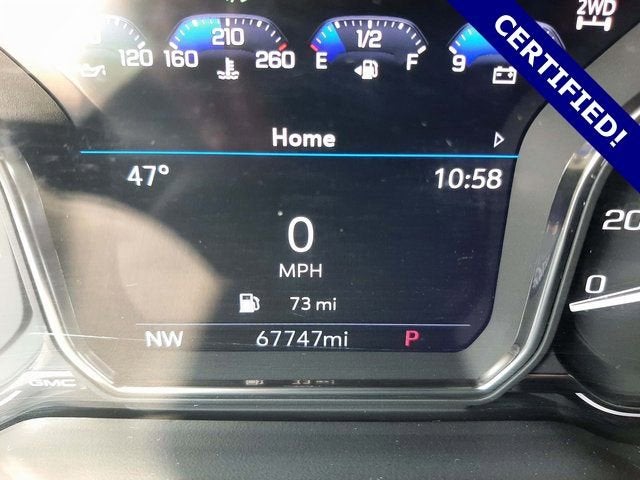 2WD
CERTIFIED!
210 1/2
120 160 260 E F 9
Home
47° 10:58
0
MPH
73 mi
NW 67747mi P
20
0
GMC